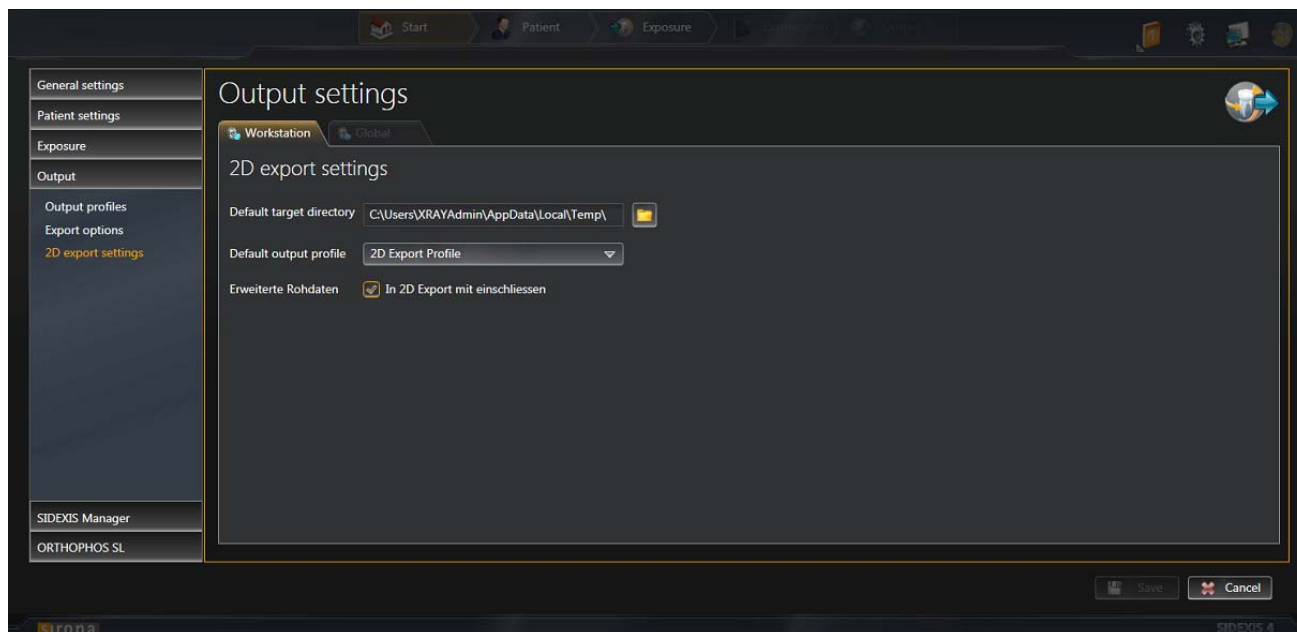 Start
Patient
Exposure
General settings
Patient settings
Exposure
Output
Output profiles
Export options
2D export settings
SIDEXIS Manager
ORTHOPHOS SL
Output settings
Workstation
Global
2D export settings
Default target directory C:\Users\XRAYAdmin\AppData\Local\Temp\
Default output profile 2D Export Profile
Erweiterte Rohdaten In 2D Export mit einschliessen
Save
Cancel
sirona
SIDEXIS 4